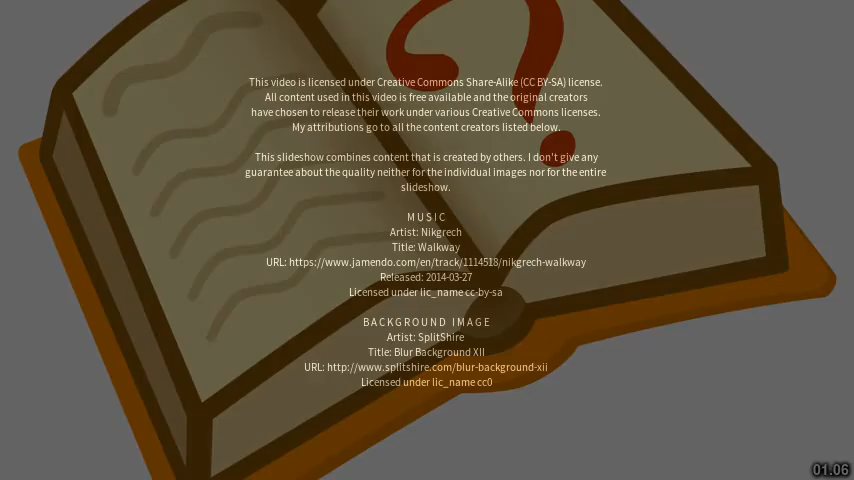 This video is licensed under Creative Commons Share-Alike (CC BY-SA) license.
All content used in this video is free available and the original creators
have chosen to release their work under various Creative Commons licenses.
My attributions go to all the content creators listed below.
This slideshow combines content that is created by others. I don't give any
guarantee about the quality neither for the individual images nor for the entire
slideshow.
MUSIC
Artist: Nikgrech
Title: Walkway
URL: https://www.jamendo.com/en/track/1114518/nikgrech-walkway
Released: 2014-03-27
Licensed under lic_name cc-by-sa
BACKGROUND IMAGE
Artist: SplitShire
Title: Blur Background XII
URL: http://www.splitshire.com/blur-background-xii
Licensed under lic_name cc0
?
01.06